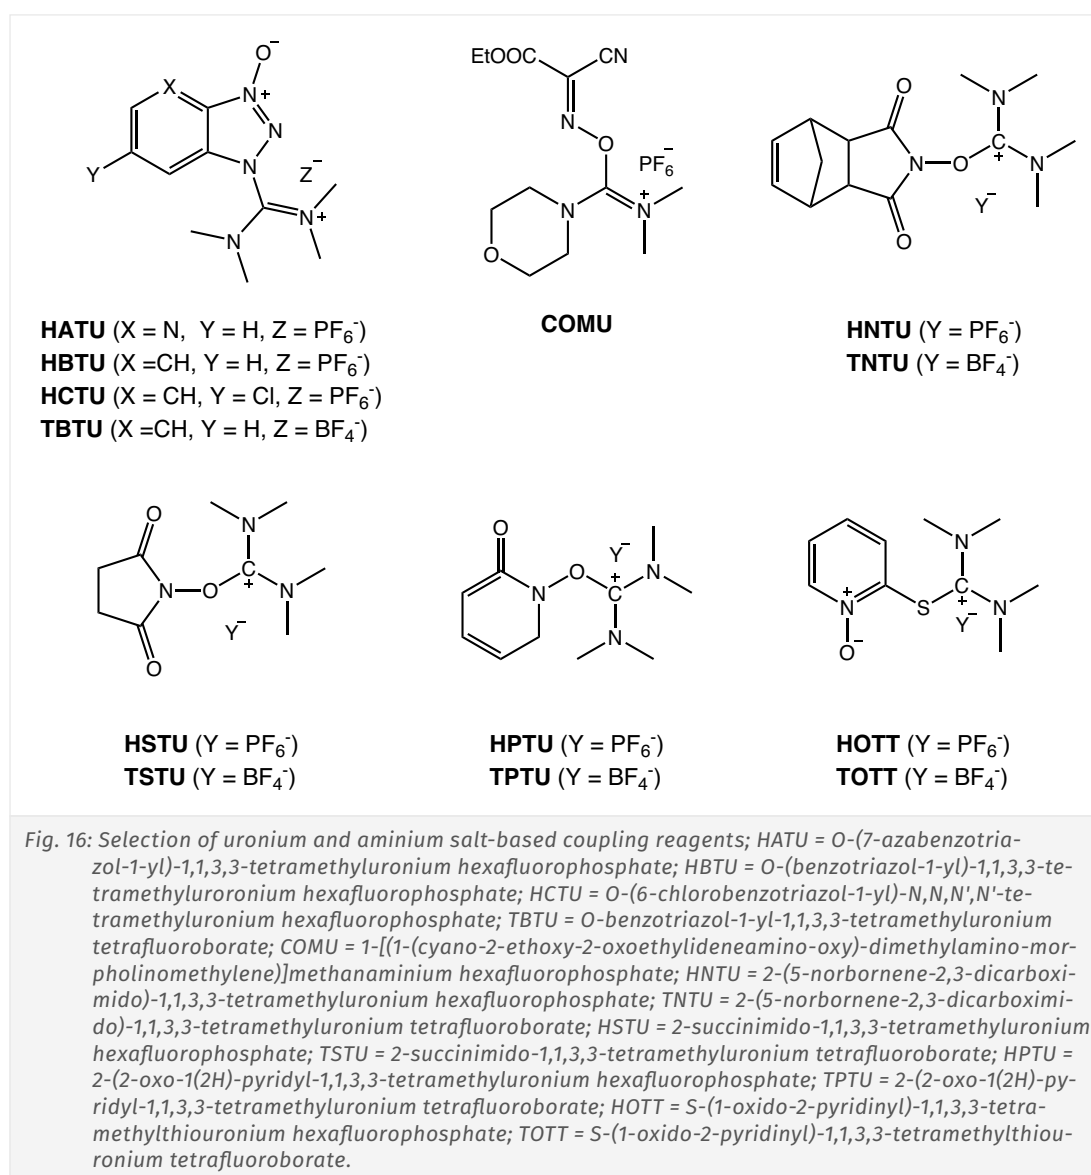 O⁻
X
N⁺
N
N
Y
Z⁻
N⁺
N
HATU (X = N, Y = H, Z = PF₆⁻)
HBTU (X =CH, Y = H, Z = PF₆⁻)
HCTU (X = CH, Y = Cl, Z = PF₆⁻)
TBTU (X =CH, Y = H, Z = BF₄⁻)
EtOOC
CN
N
O
PF₆⁻
N
N⁺
O
COMU
O
N
N
O
C⁺
N
Y⁻
O
HNTU (Y = PF₆⁻)
TNTU (Y = BF₄⁻)
O
N
N
O
C⁺
N
Y⁻
O
HSTU (Y = PF₆⁻)
TSTU (Y = BF₄⁻)
O
Y⁻
O
N
N
C⁺
N
HPTU (Y = PF₆⁻)
TPTU (Y = BF₄⁻)
N
N⁺
S
C⁺
N
Y⁻
O⁻
HOTT (Y = PF₆⁻)
TOTT (Y = BF₄⁻)
Fig. 16: Selection of uronium and aminium salt-based coupling reagents; HATU = O-(7-azabenzotria-
zol-1-yl)-1,1,3,3-tetramethyluronium hexafluorophosphate; HBTU = O-(benzotriazol-1-yl)-1,1,3,3-te-
tramethyluroronium hexafluorophosphate; HCTU = O-(6-chlorobenzotriazol-1-yl)-N,N,N',N'-te-
tramethyluronium hexafluorophosphate; TBTU = O-benzotriazol-1-yl-1,1,3,3-tetramethyluronium
tetrafluoroborate; COMU = 1-[(1-(cyano-2-ethoxy-2-oxoethylideneamino-oxy)-dimethylamino-mor-
pholinomethylene)]methanaminium hexafluorophosphate; HNTU = 2-(5-norbornene-2,3-dicarboxi-
mido)-1,1,3,3-tetramethyluronium hexafluorophosphate; TNTU = 2-(5-norbornene-2,3-dicarboximi-
do)-1,1,3,3-tetramethyluronium tetrafluoroborate; HSTU = 2-succinimido-1,1,3,3-tetramethyluronium
hexafluorophosphate; TSTU = 2-succinimido-1,1,3,3-tetramethyluronium tetrafluoroborate; HPTU =
2-(2-oxo-1(2H)-pyridyl-1,1,3,3-tetramethyluronium hexafluorophosphate; TPTU = 2-(2-oxo-1(2H)-py-
ridyl-1,1,3,3-tetramethyluronium tetrafluoroborate; HOTT = S-(1-oxido-2-pyridinyl)-1,1,3,3-tetra-
methylthiouronium hexafluorophosphate; TOTT = S-(1-oxido-2-pyridinyl)-1,1,3,3-tetramethylthiou-
ronium tetrafluoroborate.